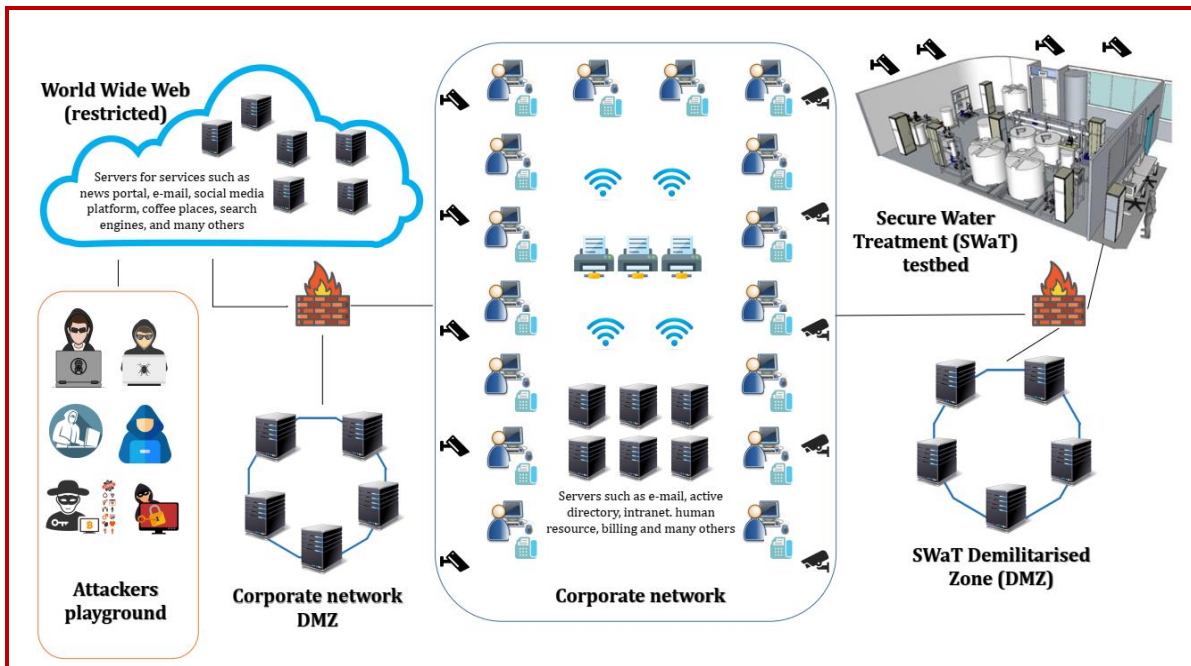 World Wide Web
(restricted)
Servers for services such as
news portal, e-mail, social media
platform, coffee places, search
engines, and many others
Attackers
playground
Corporate network
DMZ
Servers such as e-mail, active
directory, intranet. human
resource, billing and many others
Corporate network
Secure Water
Treatment (SWaT)
testbed
SWaT Demilitarised
Zone (DMZ)